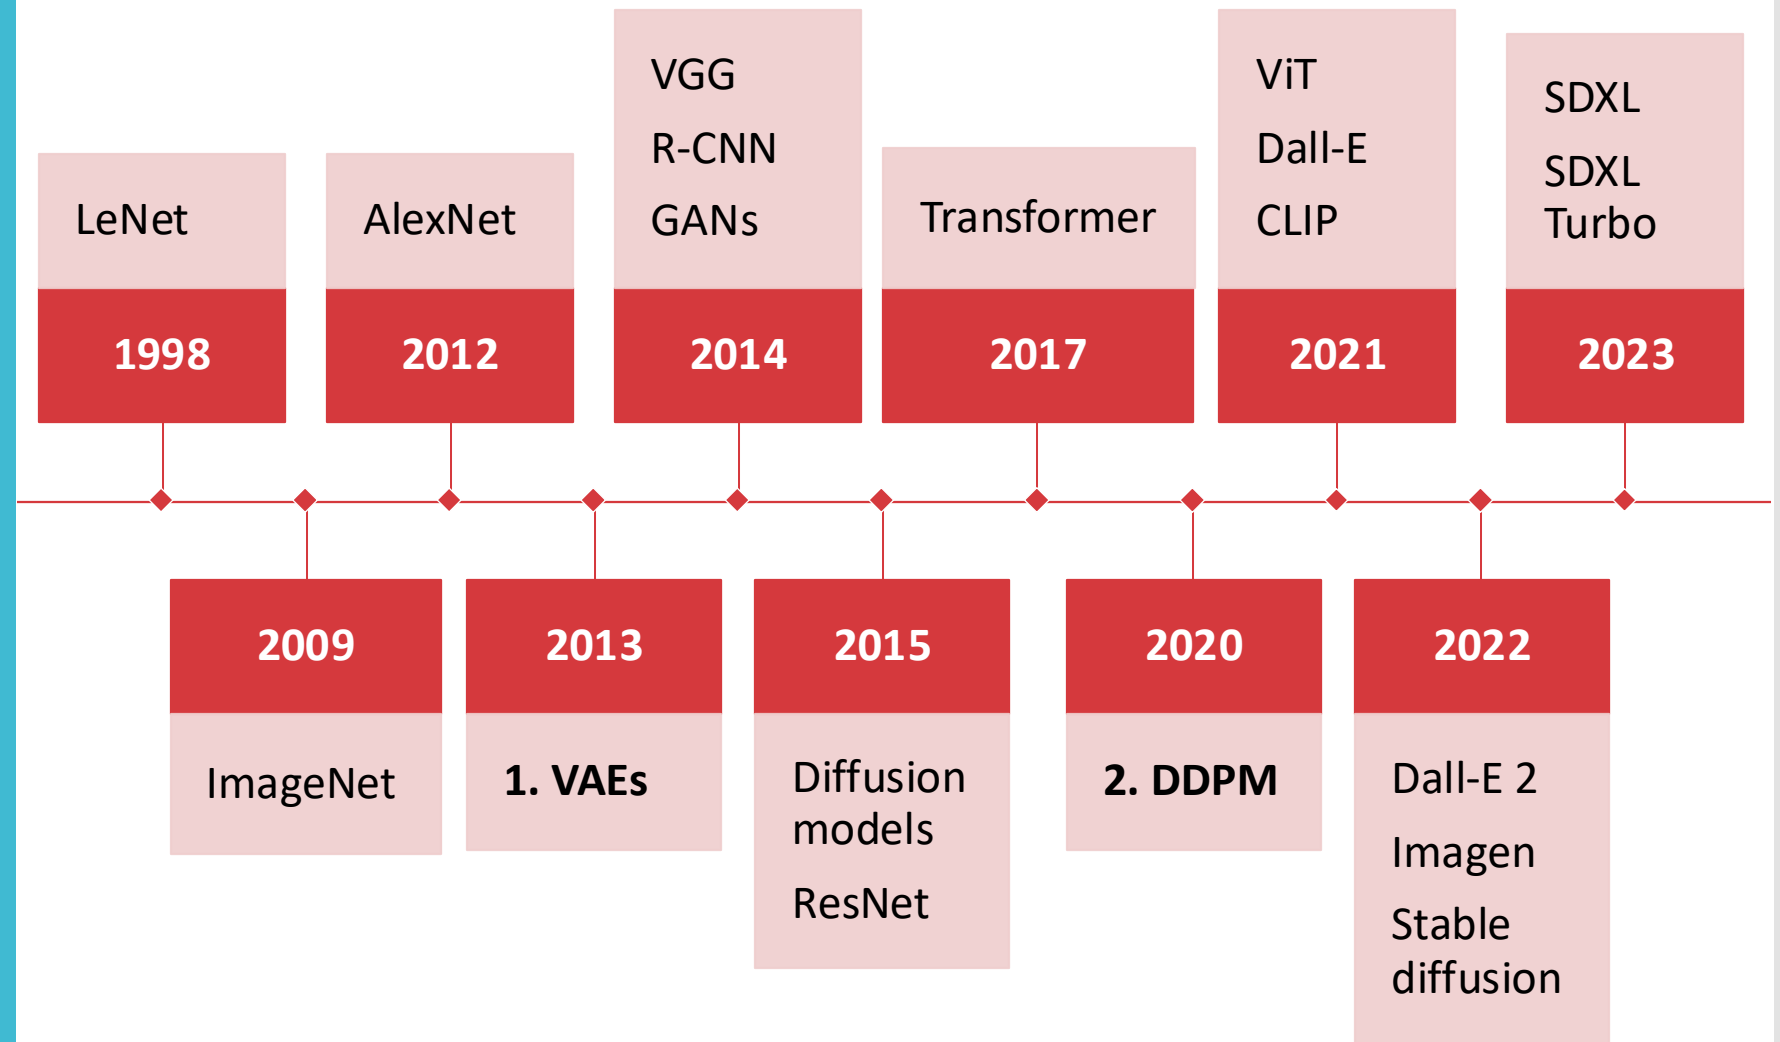 LeNet
1998
AlexNet
2012
VGG
R-CNN
GANs
2014
Transformer
2017
ViT
Dall-E
CLIP
2021
SDXL
SDXL
Turbo
2023
2009
ImageNet
2013
1. VAEs
2015
Diffusion
models
ResNet
2020
2. DDPM
2022
Dall-E 2
Imagen
Stable
diffusion